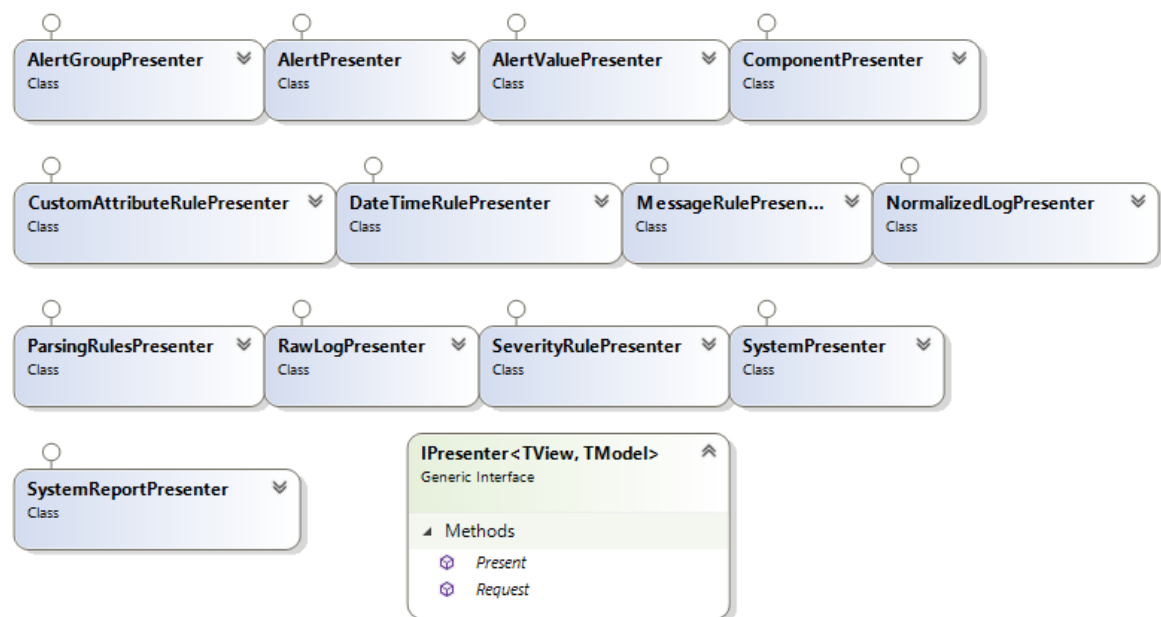 AlertGroupPresenter
Class
AlertPresenter
Class
AlertValuePresenter
Class
ComponentPresenter
Class
CustomAttributeRulePresenter
Class
DateTimeRulePresenter
Class
MessageRulePresen...
Class
NormalizedLogPresenter
Class
ParsingRulesPresenter
Class
RawLogPresenter
Class
SeverityRulePresenter
Class
SystemPresenter
Class
SystemReportPresenter
Class
IPresenter<TView, TModel>
Generic Interface
Methods
Present
Request